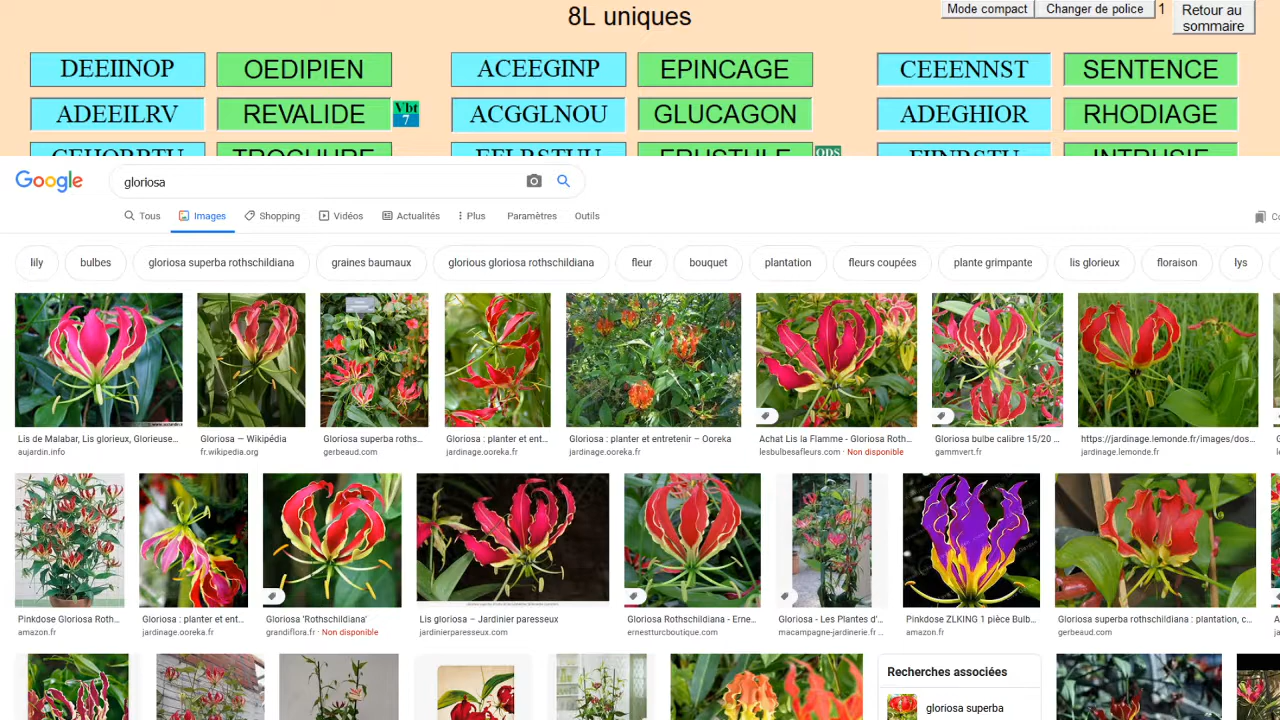 8L uniques
Mode compact Changer de police 1 Retour au sommaire
DEEIINOP OEDIPIEN ACEEGINP EPINCAGE CEEENNST SENTENCE
ADEEILRV REVALIDE Vbt 7 ACGGLNOU GLUCAGON ADEGHIOR RHODIAGE
TROCHURE FRUSTULE ODS INTRUSIF
Google gloriosa
Tous Images Shopping Vidéos Actualités Plus Paramètres Outils
lily bulbes gloriosa superba rothschildiana graines baumaux glorious gloriosa rothschildiana fleur bouquet plantation fleurs coupées plante grimpante lis glorieux floraison lys
Lis de Malabar, Lis glorieux, Glorieuse... Gloriosa — Wikipédia Gloriosa superba roths... Gloriosa : planter et ent... Gloriosa : planter et entretenir – Ooreka Achat Lis la Flamme - Gloriosa Roth... Gloriosa bulbe calibre 15/20 ... https://jardinage.lemonde.fr/images/dos...
aujardin.info fr.wikipedia.org gerbeaud.com jardinage.ooreka.fr jardinage.ooreka.fr lesbulbesafleurs.com · Non disponible gammvert.fr jardinage.lemonde.fr
Pinkdose Gloriosa Roth... Gloriosa : planter et ent... Gloriosa 'Rothschildiana' Lis gloriosa – Jardinier paresseux Gloriosa Rothschildiana - Erne... Gloriosa - Les Plantes d'... Pinkdose ZLKING 1 pièce Bulb... Gloriosa superba rothschildiana : plantation, c...
amazon.fr jardinage.ooreka.fr grandiflora.fr · Non disponible jardinierparesseux.com ernestturcboutique.com macampagne-jardinerie.fr ... amazon.fr gerbeaud.com
Recherches associées
gloriosa superba